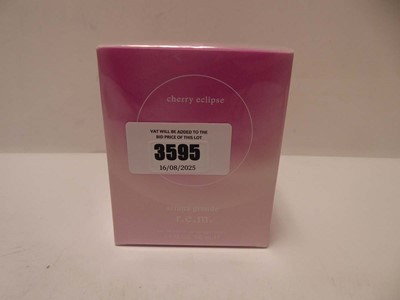 cherry eclipse
VAT WILL BE ADDED TO THE
BID PRICE OF THIS LOT
3595
16/08/2025
r.e.m.